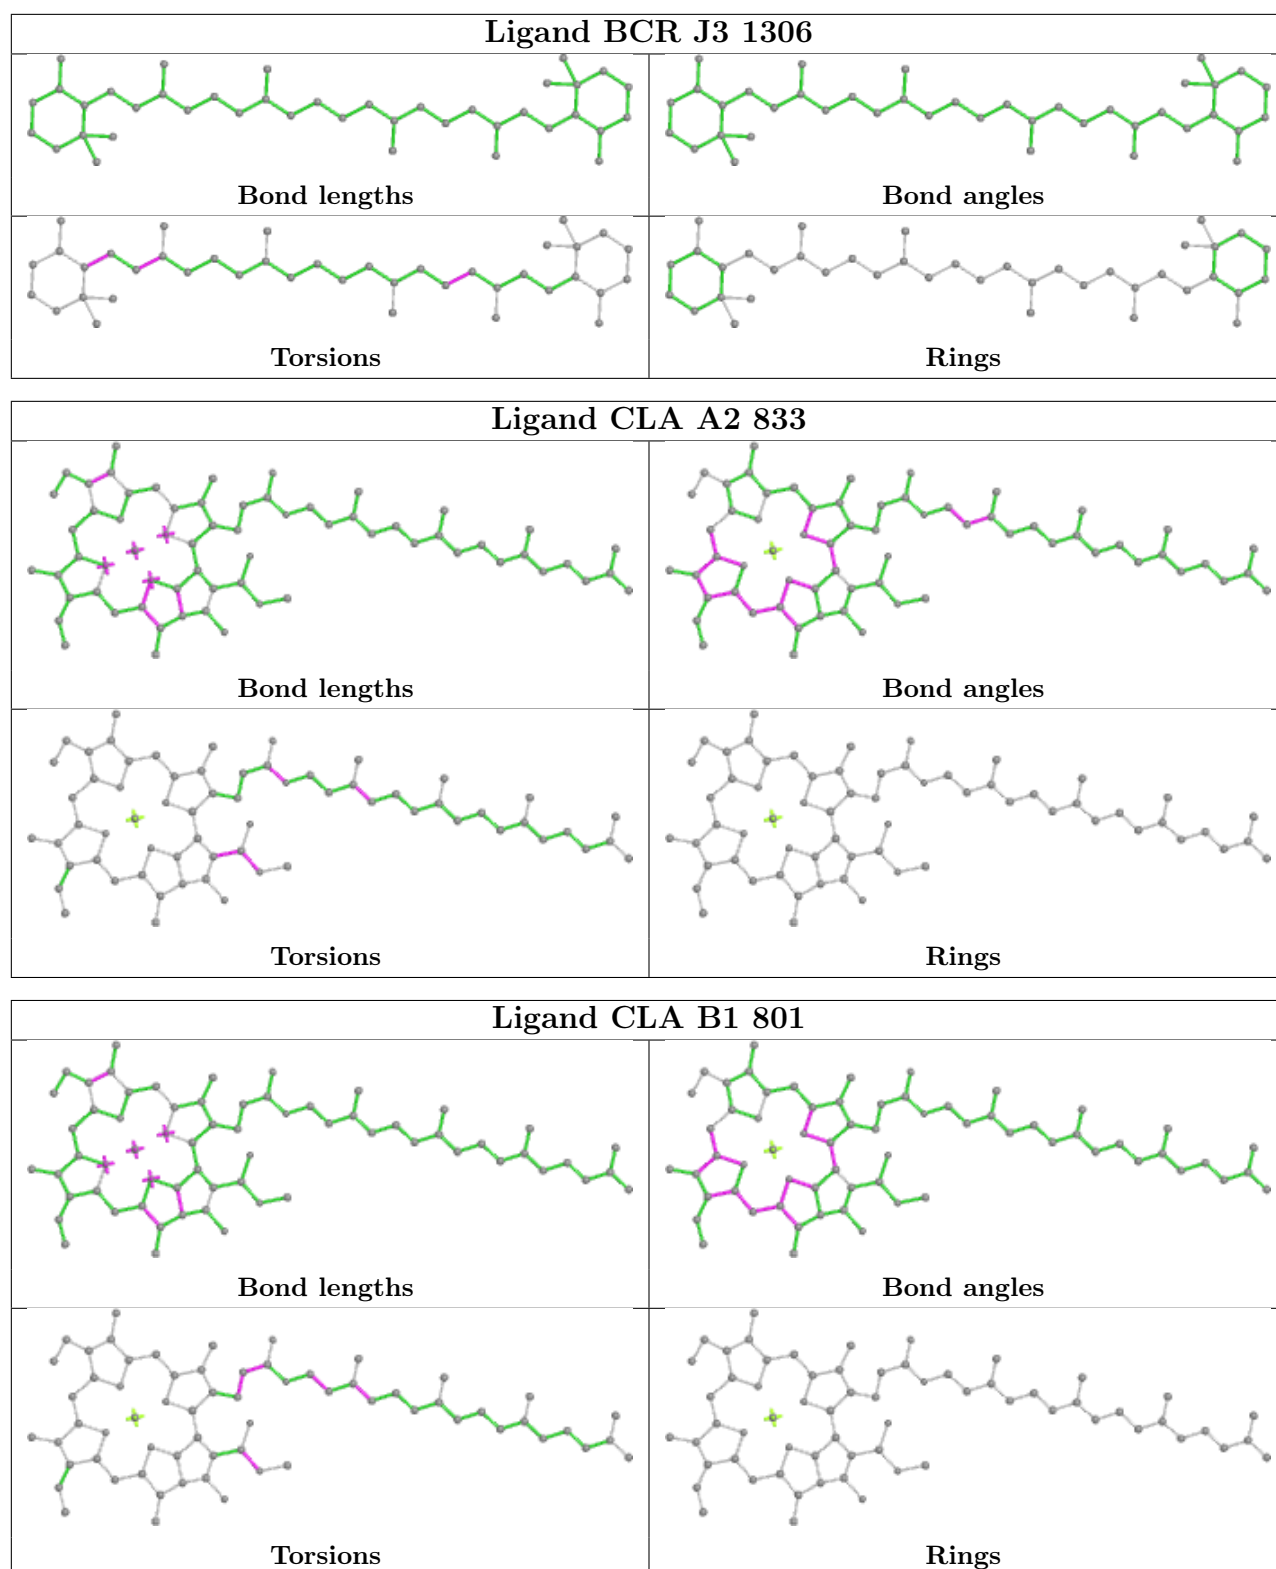 Ligand BCR J3 1306
Bond lengths
Bond angles
Torsions
Rings
Ligand CLA A2 833
Bond lengths
Bond angles
Torsions
Rings
Ligand CLA B1 801
Bond lengths
Bond angles
Torsions
Rings